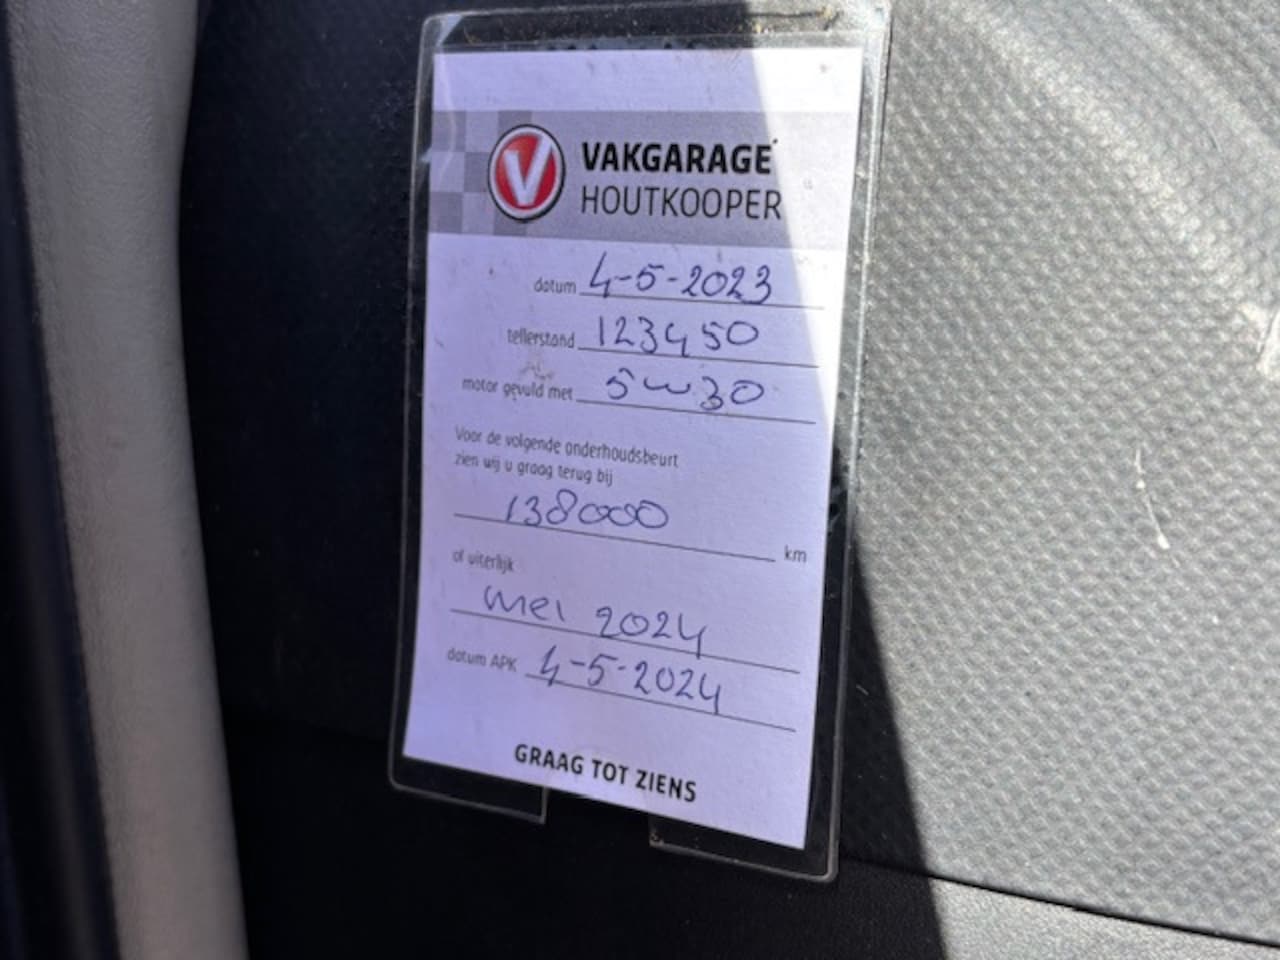 V
VAKGARAGE
HOUTKOOPER
datum 4-5-2023
tellerstand 123450
motor gevuld met 5w30
Voor de volgende onderhoudsbeurt
zien wij u graag terug bij
138000 km
of uiterlijk
mei 2024
datum APK 4-5-2024
GRAAG TOT ZIENS